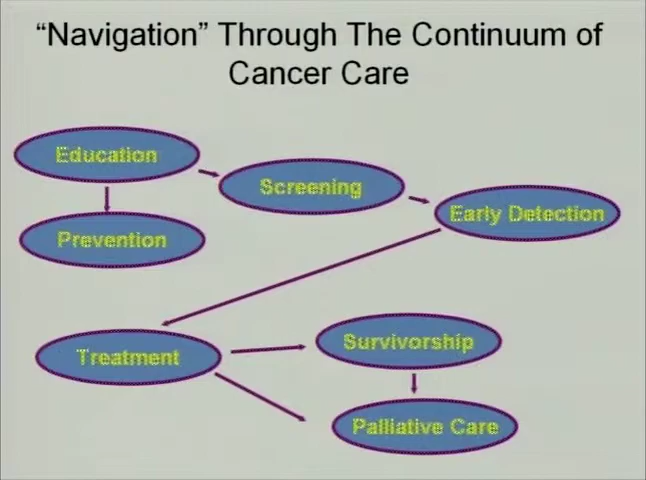 “Navigation” Through The Continuum of
Cancer Care
Education
Screening
Early Detection
Prevention
Treatment
Survivorship
Palliative Care